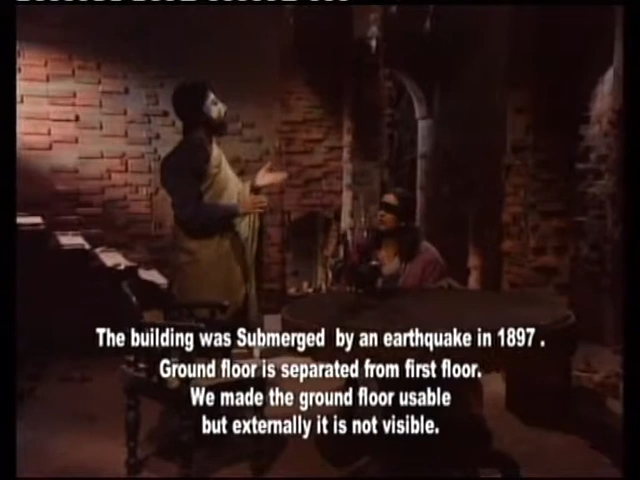 The building was Submerged by an earthquake in 1897 .
Ground floor is separated from first floor.
We made the ground floor usable
but externally it is not visible.